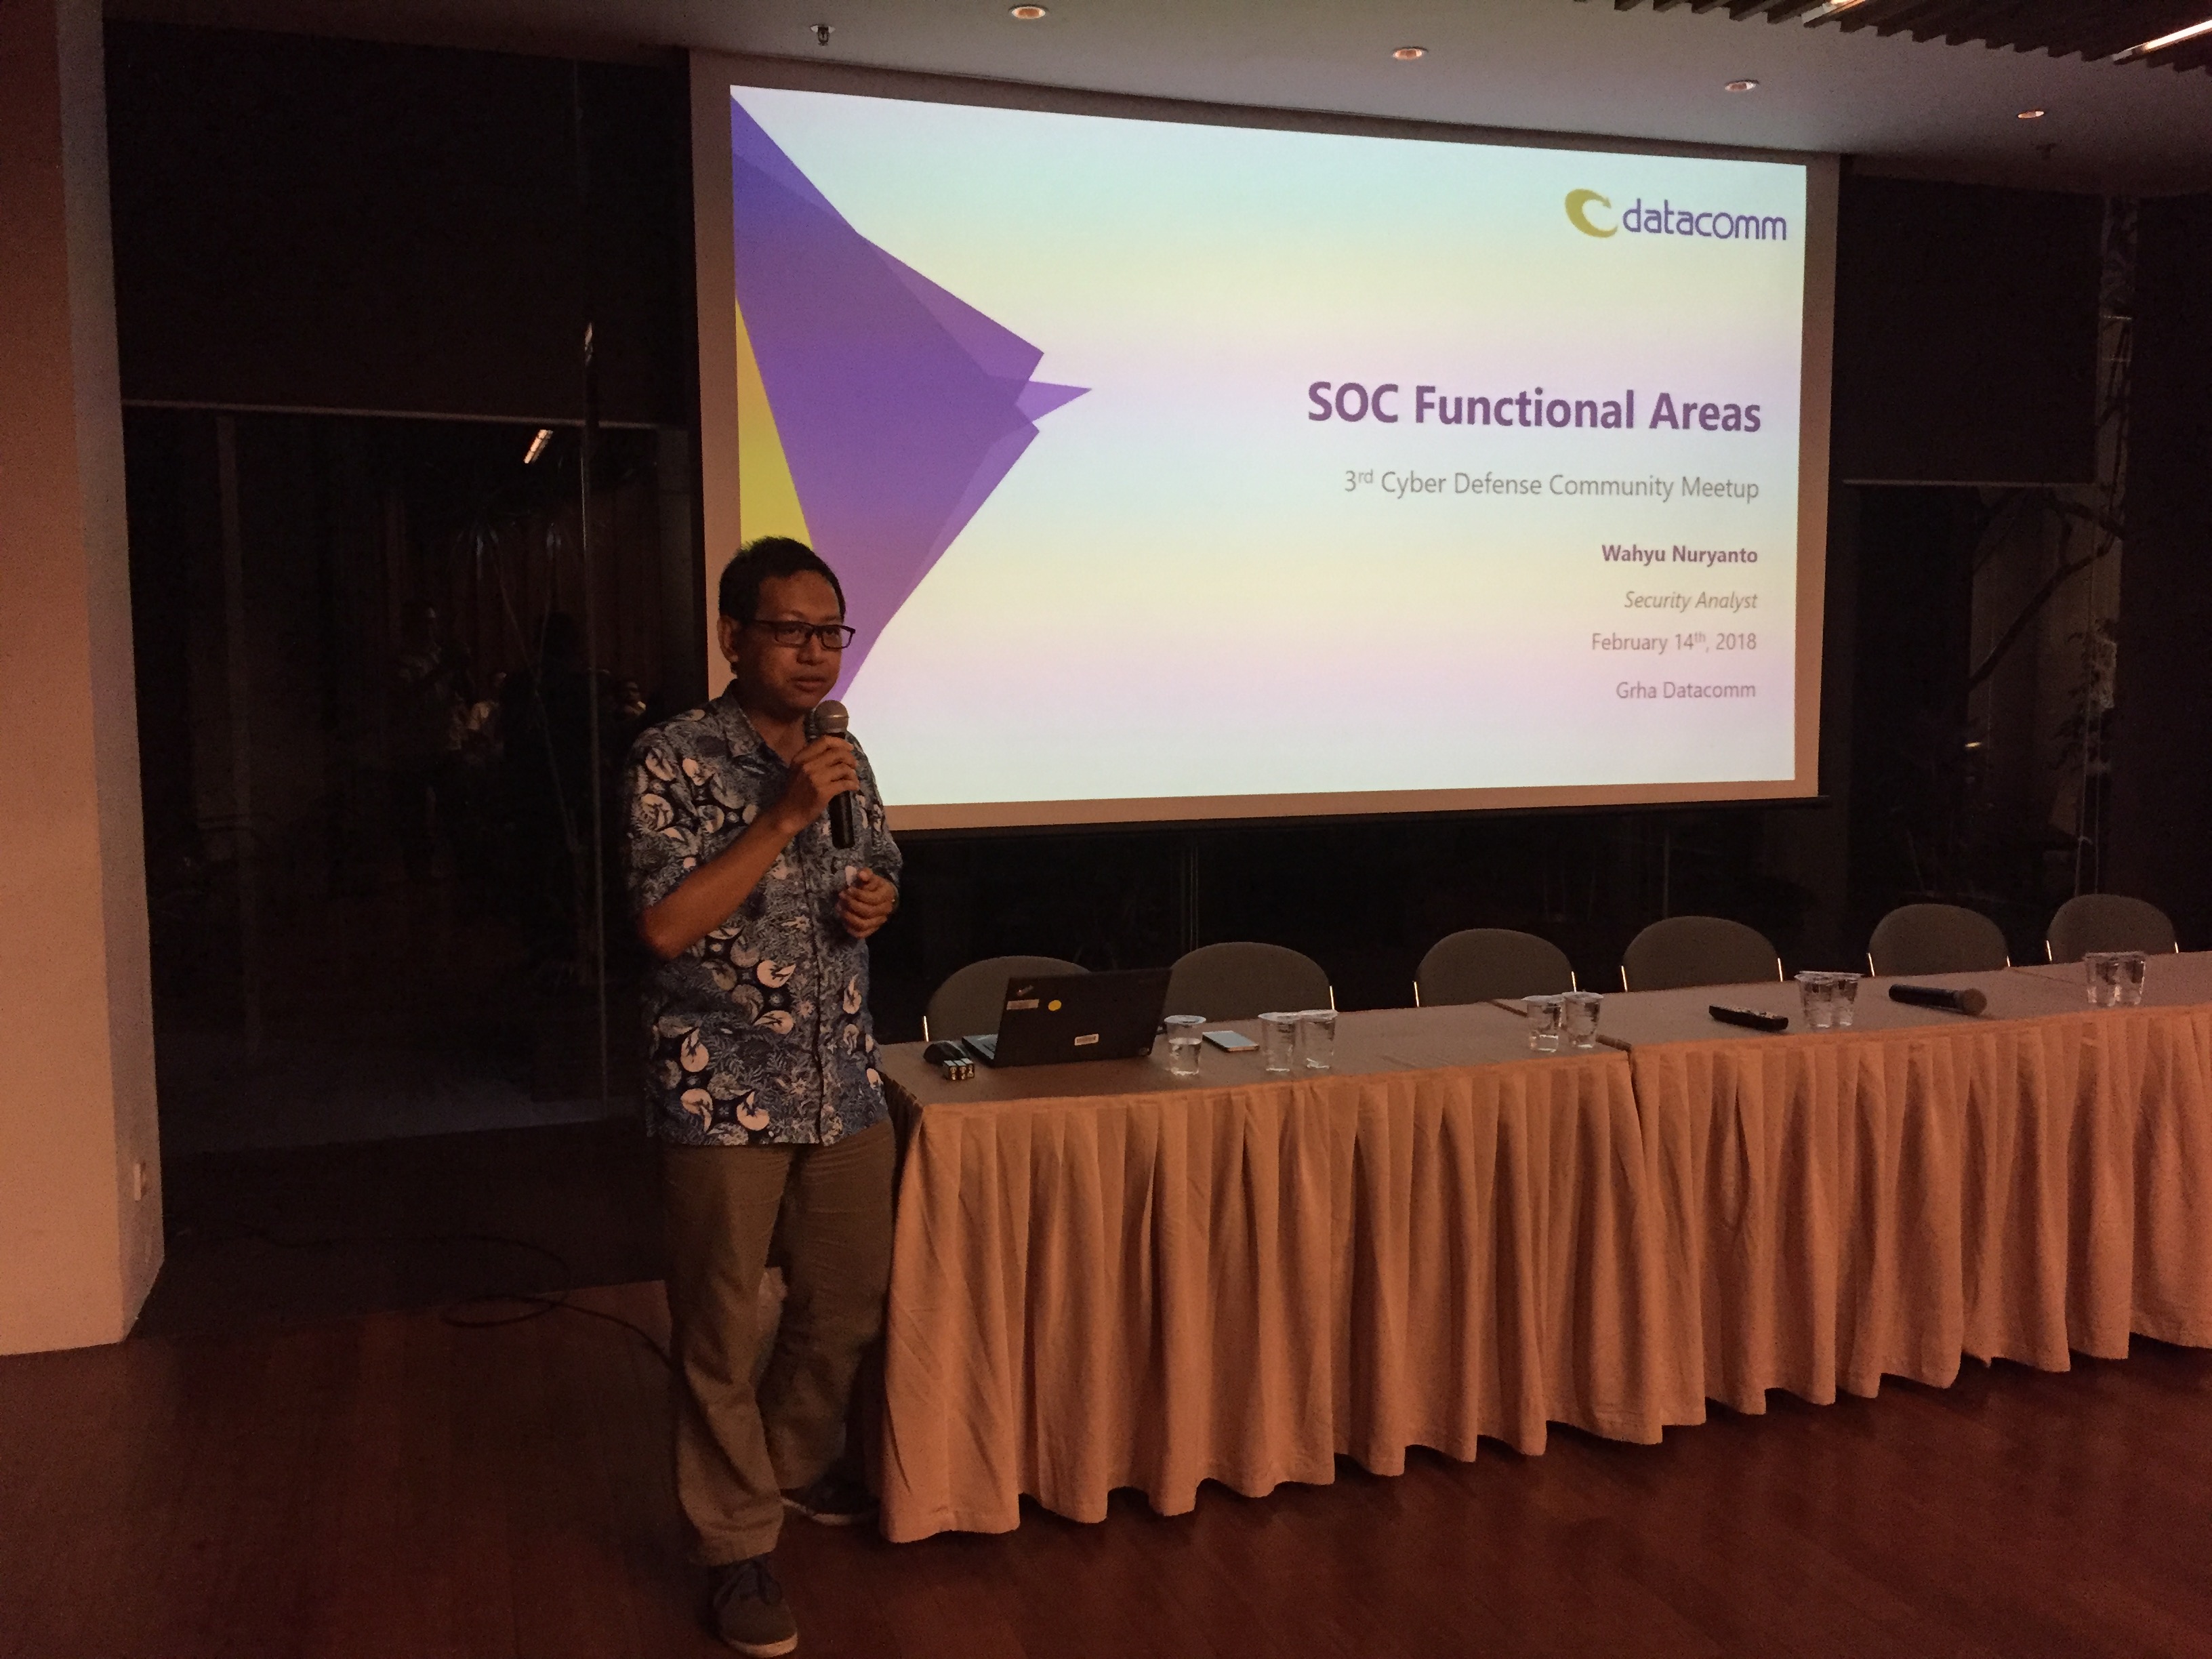 datacomm
SOC Functional Areas
3rd Cyber Defense Community Meetup
Wahyu Nuryanto
Security Analyst
February 14th, 2018
Grha Datacomm